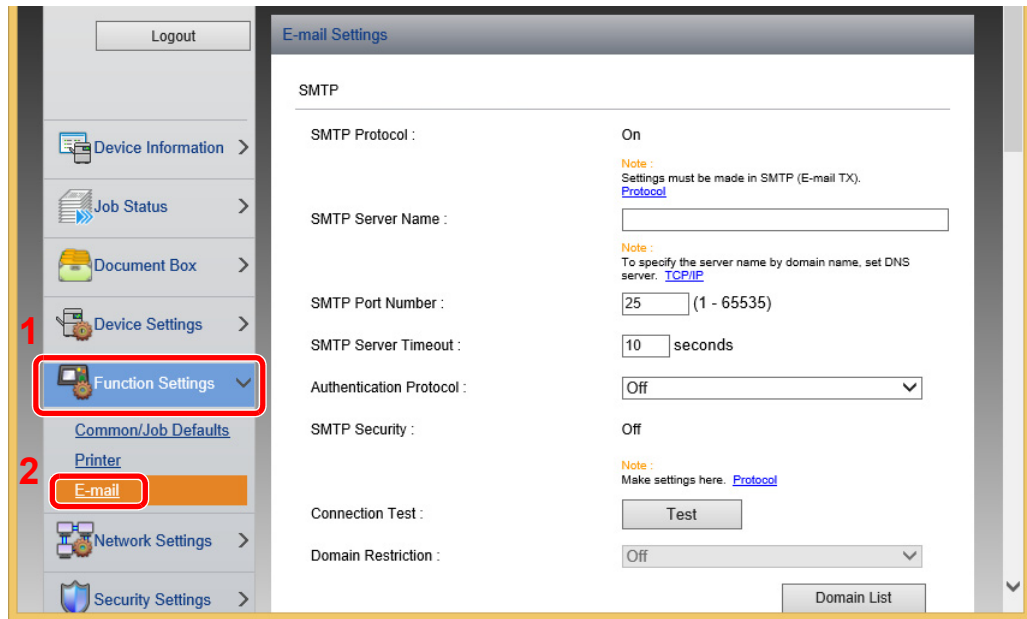 Logout
Device Information
Job Status
Document Box
Device Settings
1
Function Settings
Common/Job Defaults
Printer
2
E-mail
Network Settings
Security Settings
E-mail Settings
SMTP
SMTP Protocol :
On
Note :
Settings must be made in SMTP (E-mail TX).
Protocol
SMTP Server Name :
Note :
To specify the server name by domain name, set DNS
server. TCP/IP
SMTP Port Number :
25 (1 - 65535)
SMTP Server Timeout :
10 seconds
Authentication Protocol :
Off
SMTP Security :
Off
Note :
Make settings here. Protocol
Connection Test :
Test
Domain Restriction :
Off
Domain List